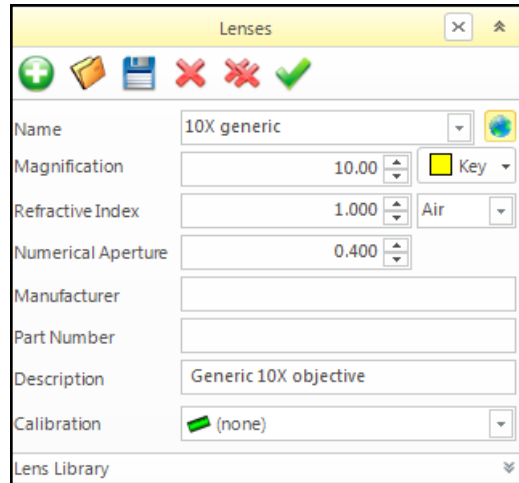 Lenses
Name 10X generic
Magnification 10.00 Key
Refractive Index 1.000 Air
Numerical Aperture 0.400
Manufacturer
Part Number
Description Generic 10X objective
Calibration (none)
Lens Library